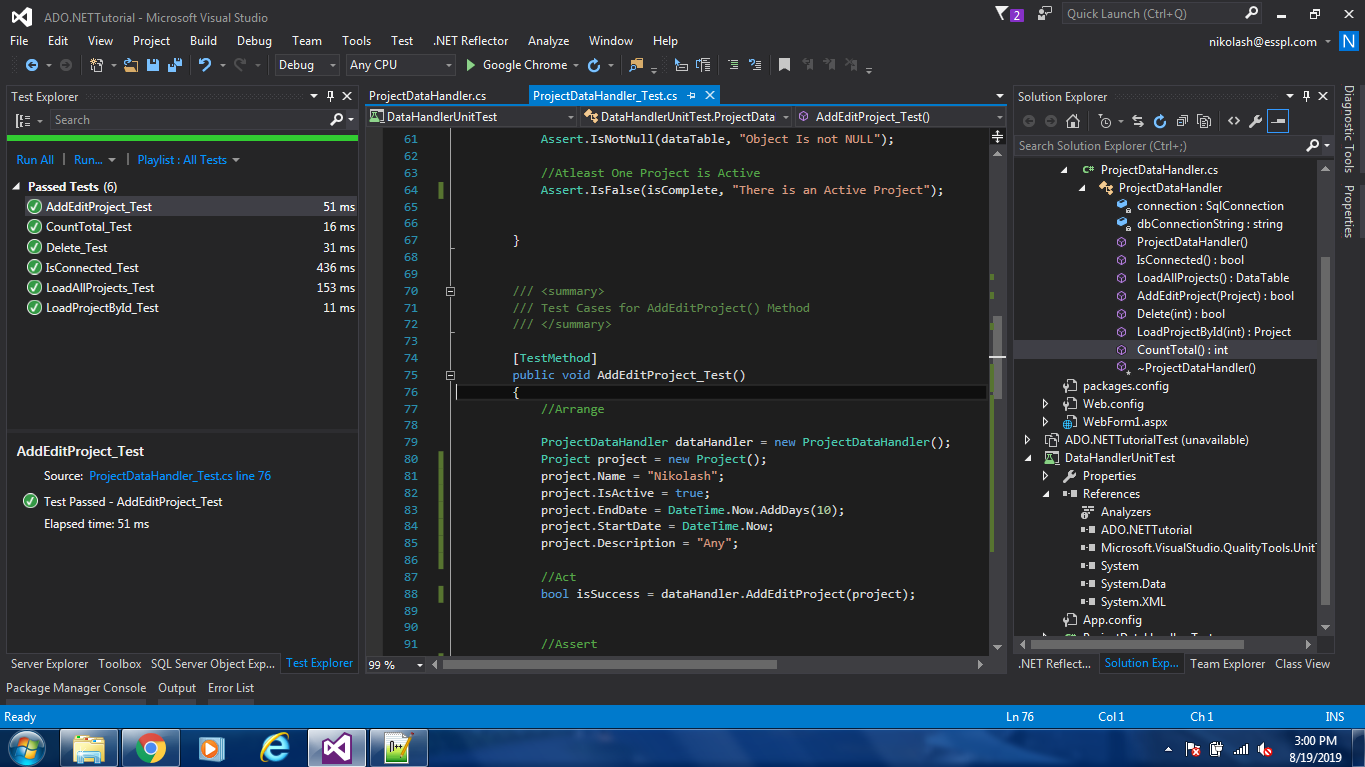 ADO.NETTutorial - Microsoft Visual Studio
2
Quick Launch (Ctrl+Q)
File Edit View Project Build Debug Team Tools Test .NET Reflector Analyze Window Help
nikolash@esspl.com
N
Debug
Any CPU
Google Chrome
Test Explorer
Search
Run All | Run... | Playlist : All Tests
Passed Tests (6)
AddEditProject_Test 51 ms
CountTotal_Test 16 ms
Delete_Test 31 ms
IsConnected_Test 436 ms
LoadAllProjects_Test 153 ms
LoadProjectById_Test 11 ms
AddEditProject_Test
Source: ProjectDataHandler_Test.cs line 76
Test Passed - AddEditProject_Test
Elapsed time: 51 ms
Server Explorer Toolbox SQL Server Object Exp... Test Explorer
ProjectDataHandler.cs
ProjectDataHandler_Test.cs
DataHandlerUnitTest
DataHandlerUnitTest.ProjectData
AddEditProject_Test()
61 Assert.IsNotNull(dataTable, "Object Is not NULL");
62
63 //Atleast One Project is Active
64 Assert.IsFalse(isComplete, "There is an Active Project");
65
66
67 }
68
69
70 /// <summary>
71 /// Test Cases for AddEditProject() Method
72 /// </summary>
73
74 [TestMethod]
75 public void AddEditProject_Test()
76 {
77 //Arrange
78
79 ProjectDataHandler dataHandler = new ProjectDataHandler();
80 Project project = new Project();
81 project.Name = "Nikolash";
82 project.IsActive = true;
83 project.EndDate = DateTime.Now.AddDays(10);
84 project.StartDate = DateTime.Now;
85 project.Description = "Any";
86
87 //Act
88 bool isSuccess = dataHandler.AddEditProject(project);
89
90
91 //Assert
99 %
Solution Explorer
Search Solution Explorer (Ctrl+;)
C# ProjectDataHandler.cs
ProjectDataHandler
connection : SqlConnection
dbConnectionString : string
ProjectDataHandler()
IsConnected() : bool
LoadAllProjects() : DataTable
AddEditProject(Project) : bool
Delete(int) : bool
LoadProjectById(int) : Project
CountTotal() : int
~ProjectDataHandler()
packages.config
Web.config
WebForm1.aspx
ADO.NETTutorialTest (unavailable)
DataHandlerUnitTest
Properties
References
Analyzers
ADO.NETTutorial
Microsoft.VisualStudio.QualityTools.UnitT
System
System.Data
System.XML
App.config
.NET Reflect... Solution Exp... Team Explorer Class View
Diagnostic Tools
Properties
Package Manager Console Output Error List
Ready
Ln 76 Col 1 Ch 1 INS
3:00 PM
8/19/2019